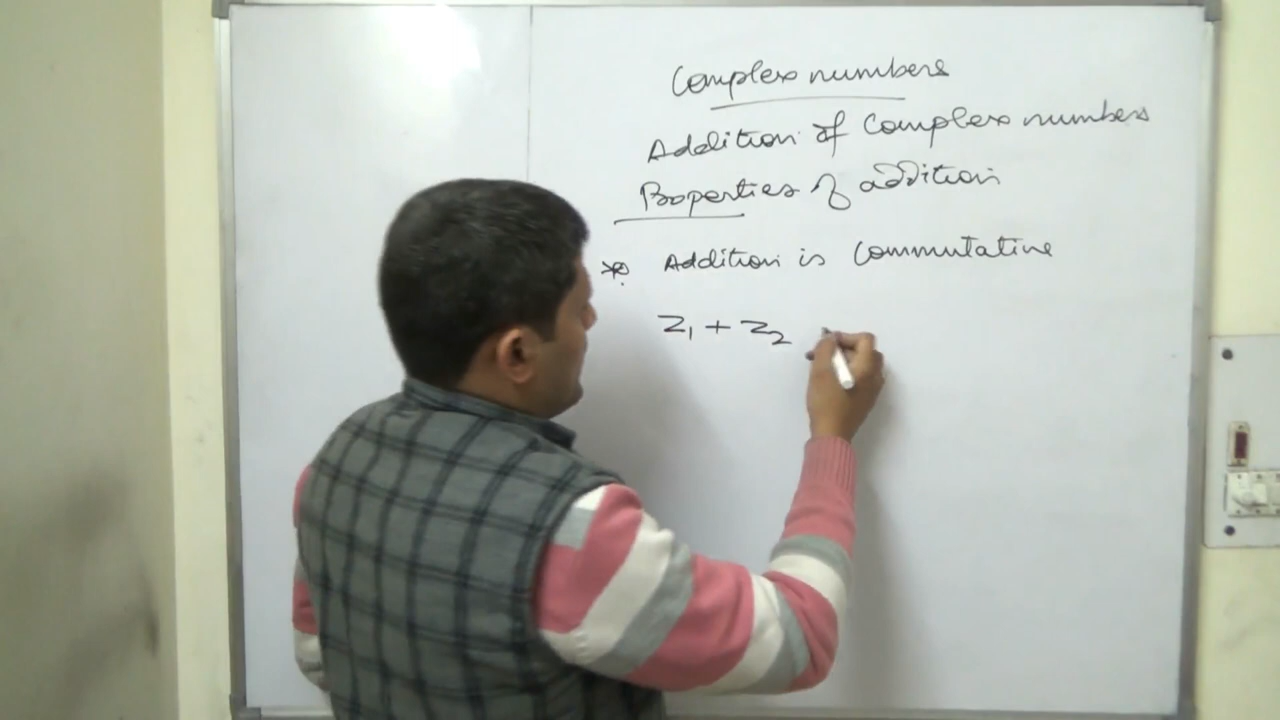 Complex numbers
Addition of Complex numbers
Properties of addition
* Addition is Commutative
Z₁ + Z₂